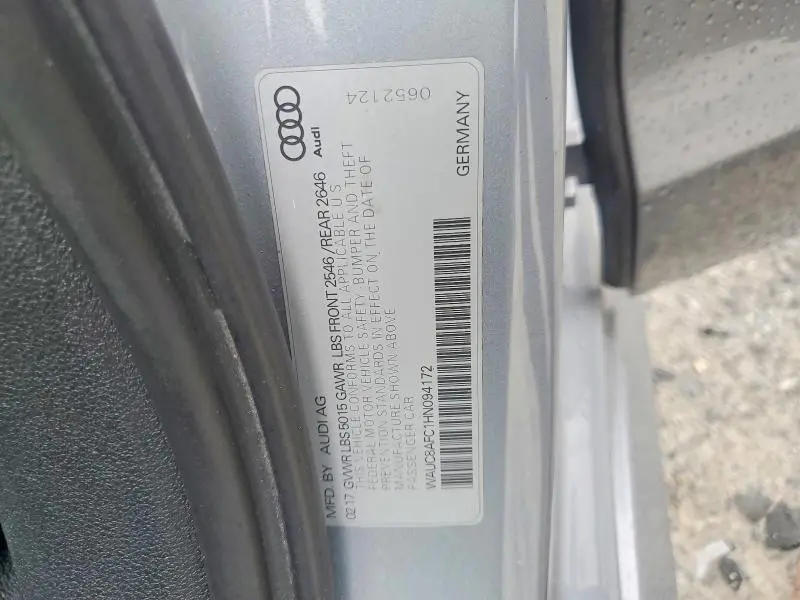 MFD. BY AUDI AG
02.17 GVWR LBS 5015 GAWR LBS FRONT 2546 / REAR 2646
THIS VEHICLE CONFORMS TO ALL APPLICABLE U S
FEDERAL MOTOR VEHICLE SAFETY, BUMPER AND THEFT
PREVENTION STANDARDS IN EFFECT ON THE DATE OF
MANUFACTURE SHOWN ABOVE
PASSENGER CAR
WAUC8AFC1HN094172
Audi
0652124
GERMANY